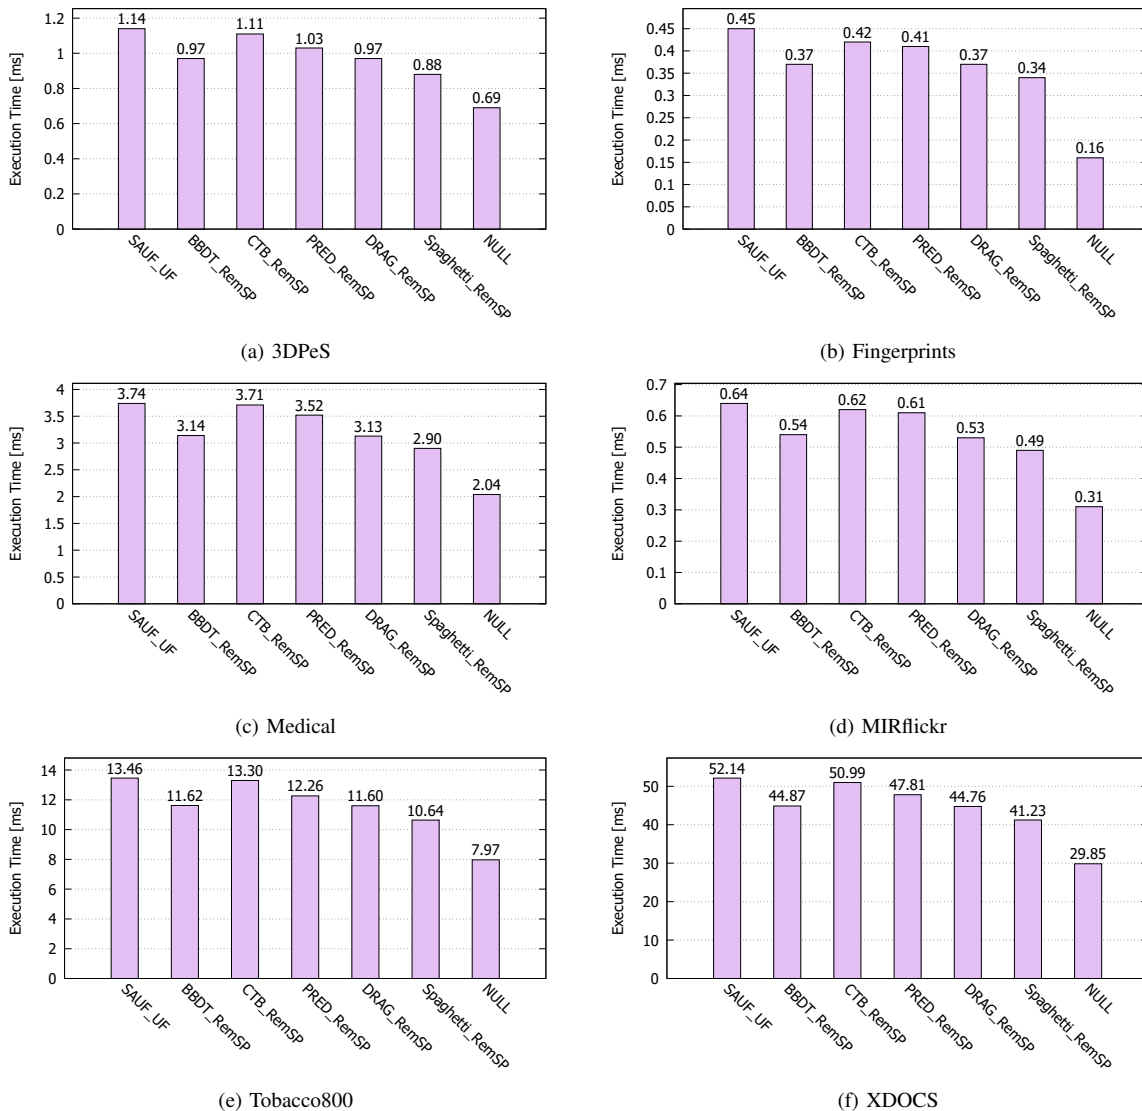 Execution Time [ms]
1.2
1
0.8
0.6
0.4
0.2
0
1.14
0.97
1.11
1.03
0.97
0.88
0.69
SAUF_UF
BBDT_RemSP
CTB_RemSP
PRED_RemSP
DRAG_RemSP
Spaghetti_RemSP
NULL
(a) 3DPeS
Execution Time [ms]
0.45
0.4
0.35
0.3
0.25
0.2
0.15
0.1
0.05
0
0.45
0.37
0.42
0.41
0.37
0.34
0.16
SAUF_UF
BBDT_RemSP
CTB_RemSP
PRED_RemSP
DRAG_RemSP
Spaghetti_RemSP
NULL
(b) Fingerprints
Execution Time [ms]
4
3.5
3
2.5
2
1.5
1
0.5
0
3.74
3.14
3.71
3.52
3.13
2.90
2.04
SAUF_UF
BBDT_RemSP
CTB_RemSP
PRED_RemSP
DRAG_RemSP
Spaghetti_RemSP
NULL
(c) Medical
Execution Time [ms]
0.7
0.6
0.5
0.4
0.3
0.2
0.1
0
0.64
0.54
0.62
0.61
0.53
0.49
0.31
SAUF_UF
BBDT_RemSP
CTB_RemSP
PRED_RemSP
DRAG_RemSP
Spaghetti_RemSP
NULL
(d) MIRflickr
Execution Time [ms]
14
12
10
8
6
4
2
0
13.46
11.62
13.30
12.26
11.60
10.64
7.97
SAUF_UF
BBDT_RemSP
CTB_RemSP
PRED_RemSP
DRAG_RemSP
Spaghetti_RemSP
NULL
(e) Tobacco800
Execution Time [ms]
50
40
30
20
10
0
52.14
44.87
50.99
47.81
44.76
41.23
29.85
SAUF_UF
BBDT_RemSP
CTB_RemSP
PRED_RemSP
DRAG_RemSP
Spaghetti_RemSP
NULL
(f) XDOCS